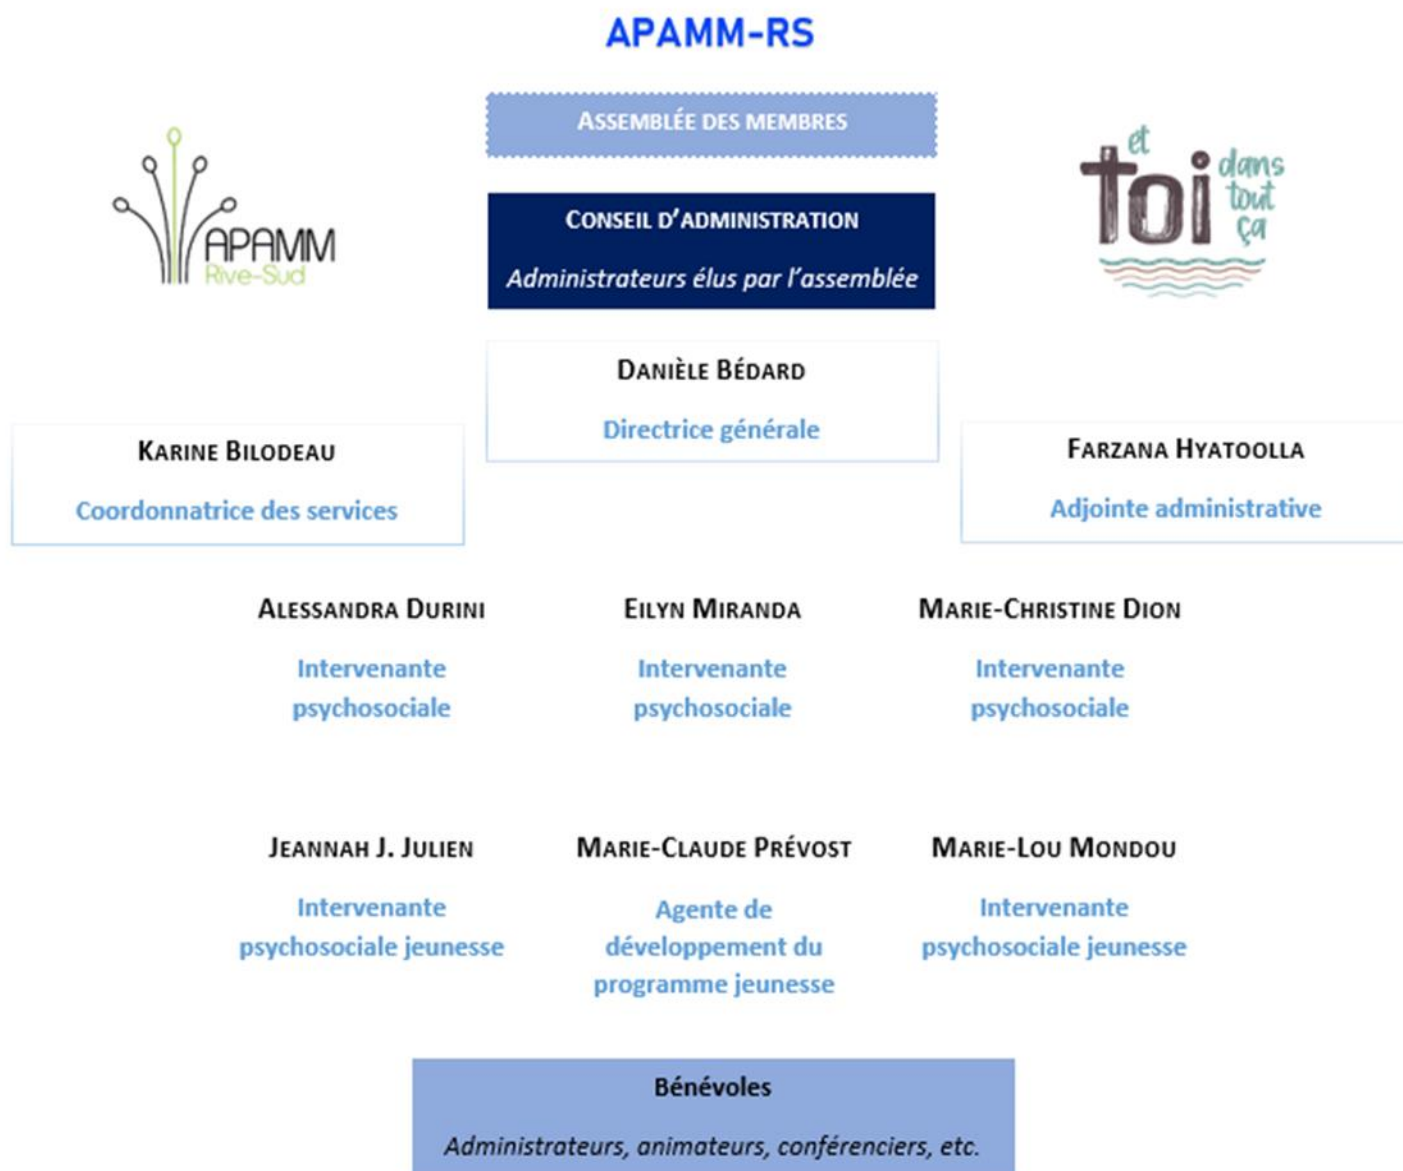 APAMM-RS
ASSEMBLÉE DES MEMBRES
APAMM
Rive-Sud
et
toi
dans
tout
ça
CONSEIL D'ADMINISTRATION
Administrateurs élus par l'assemblée
DANIÈLE BÉDARD
Directrice générale
KARINE BILODEAU
Coordonnatrice des services
FARZANA HYATOOLLA
Adjointe administrative
ALESSANDRA DURINI
Intervenante
psychosociale
EILYN MIRANDA
Intervenante
psychosociale
MARIE-CHRISTINE DION
Intervenante
psychosociale
JEANNAH J. JULIEN
Intervenante
psychosociale jeunesse
MARIE-CLAUDE PRÉVOST
Agente de
développement du
programme jeunesse
MARIE-LOU MONDOU
Intervenante
psychosociale jeunesse
Bénévoles
Administrateurs, animateurs, conférenciers, etc.